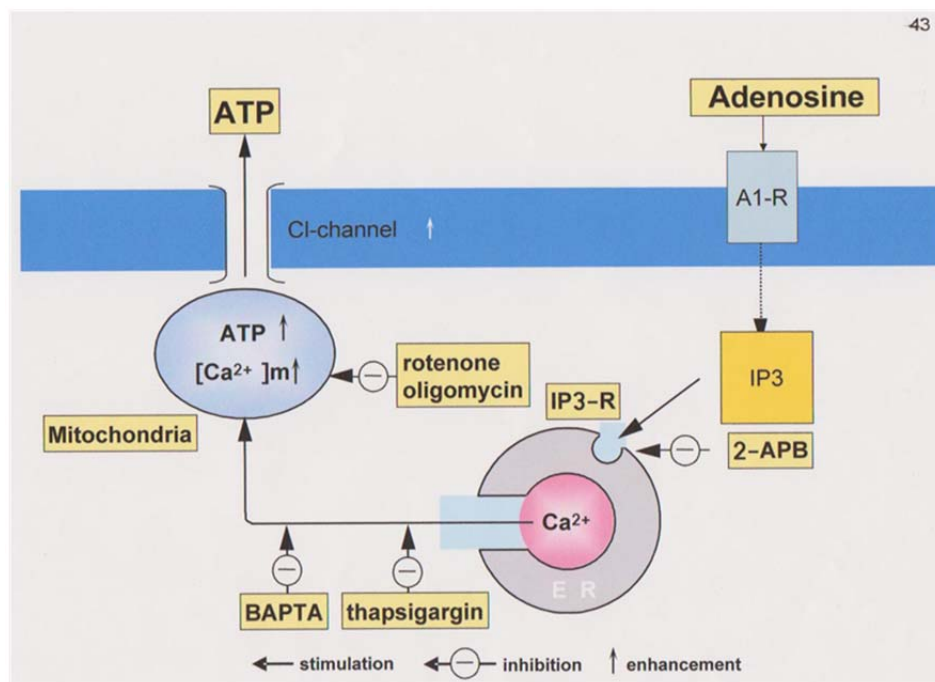 43
ATP
Adenosine
A1-R
Cl-channel ↑
ATP ↑
[Ca²⁺ ]m↑
rotenone
oligomycin
IP3
IP3-R
Mitochondria
2-APB
Ca²⁺
E R
BAPTA
thapsigargin
stimulation
inhibition
enhancement